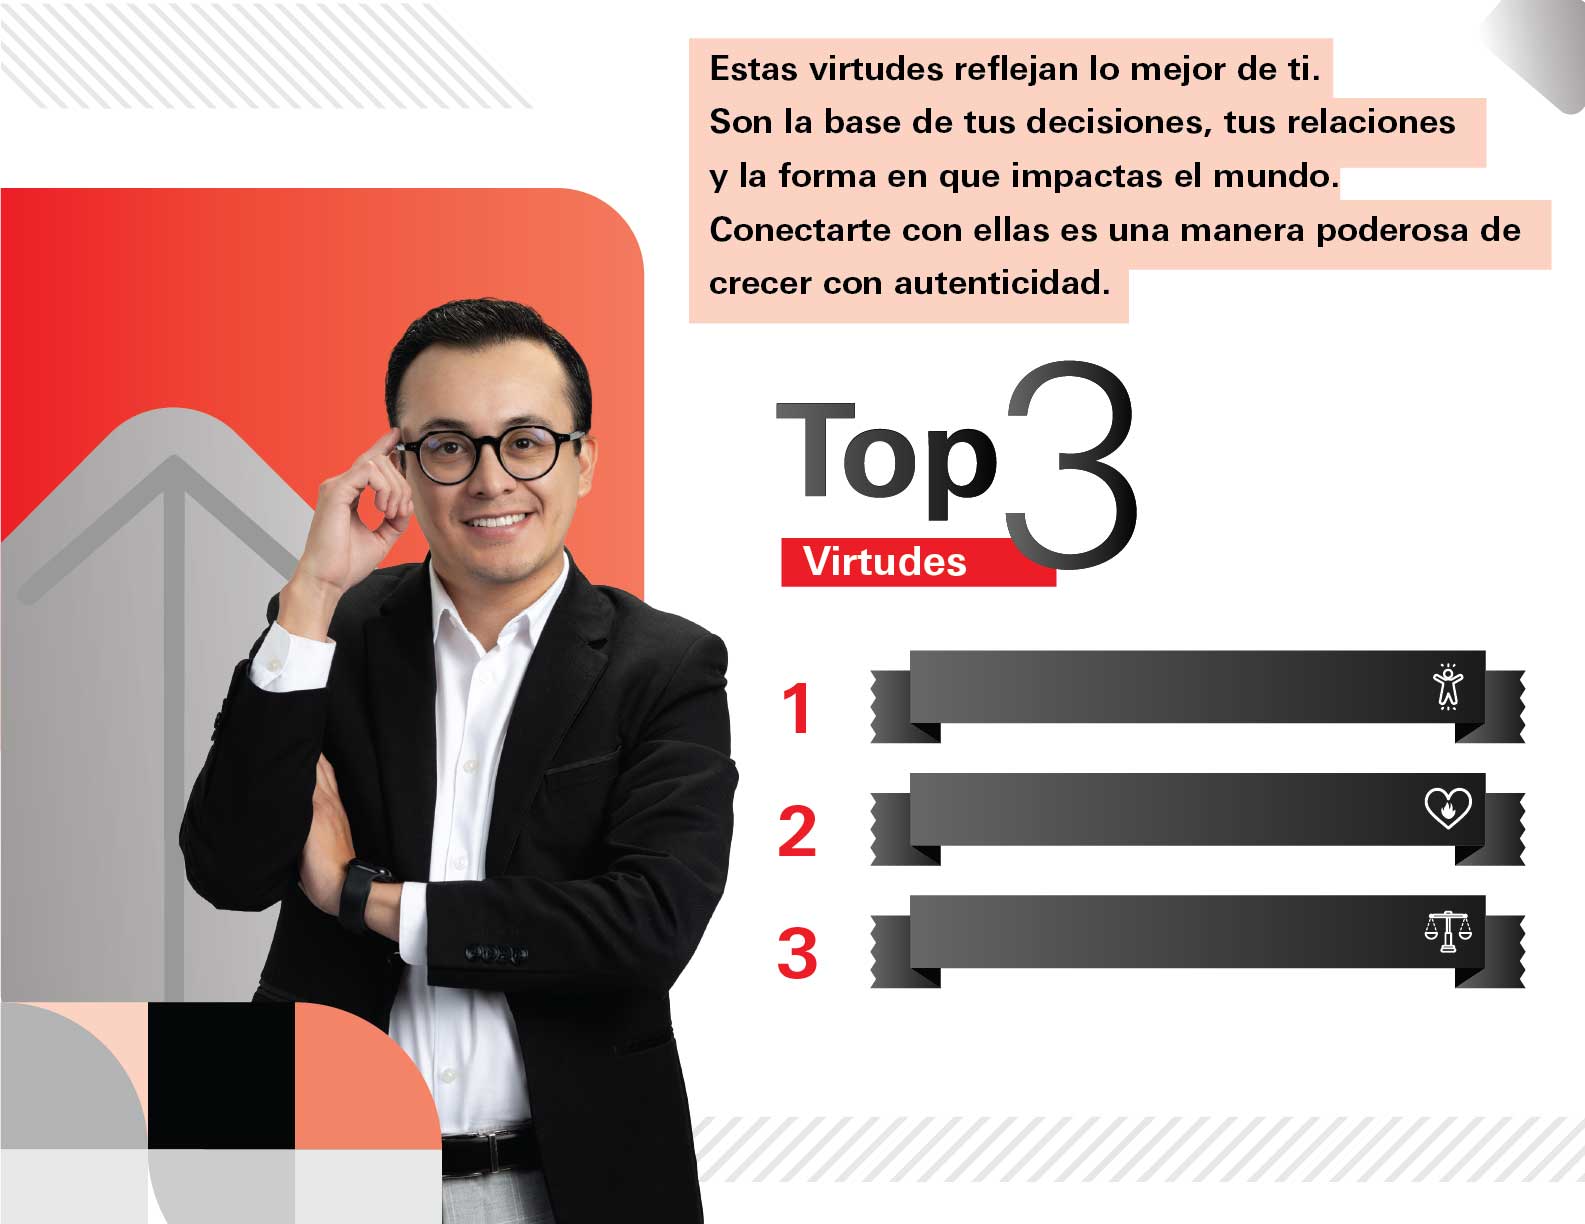 Estas virtudes reflejan lo mejor de ti.
Son la base de tus decisiones, tus relaciones
y la forma en que impactas el mundo.
Conectarte con ellas es una manera poderosa de
crecer con autenticidad.
Top 3
Virtudes
1
2
3